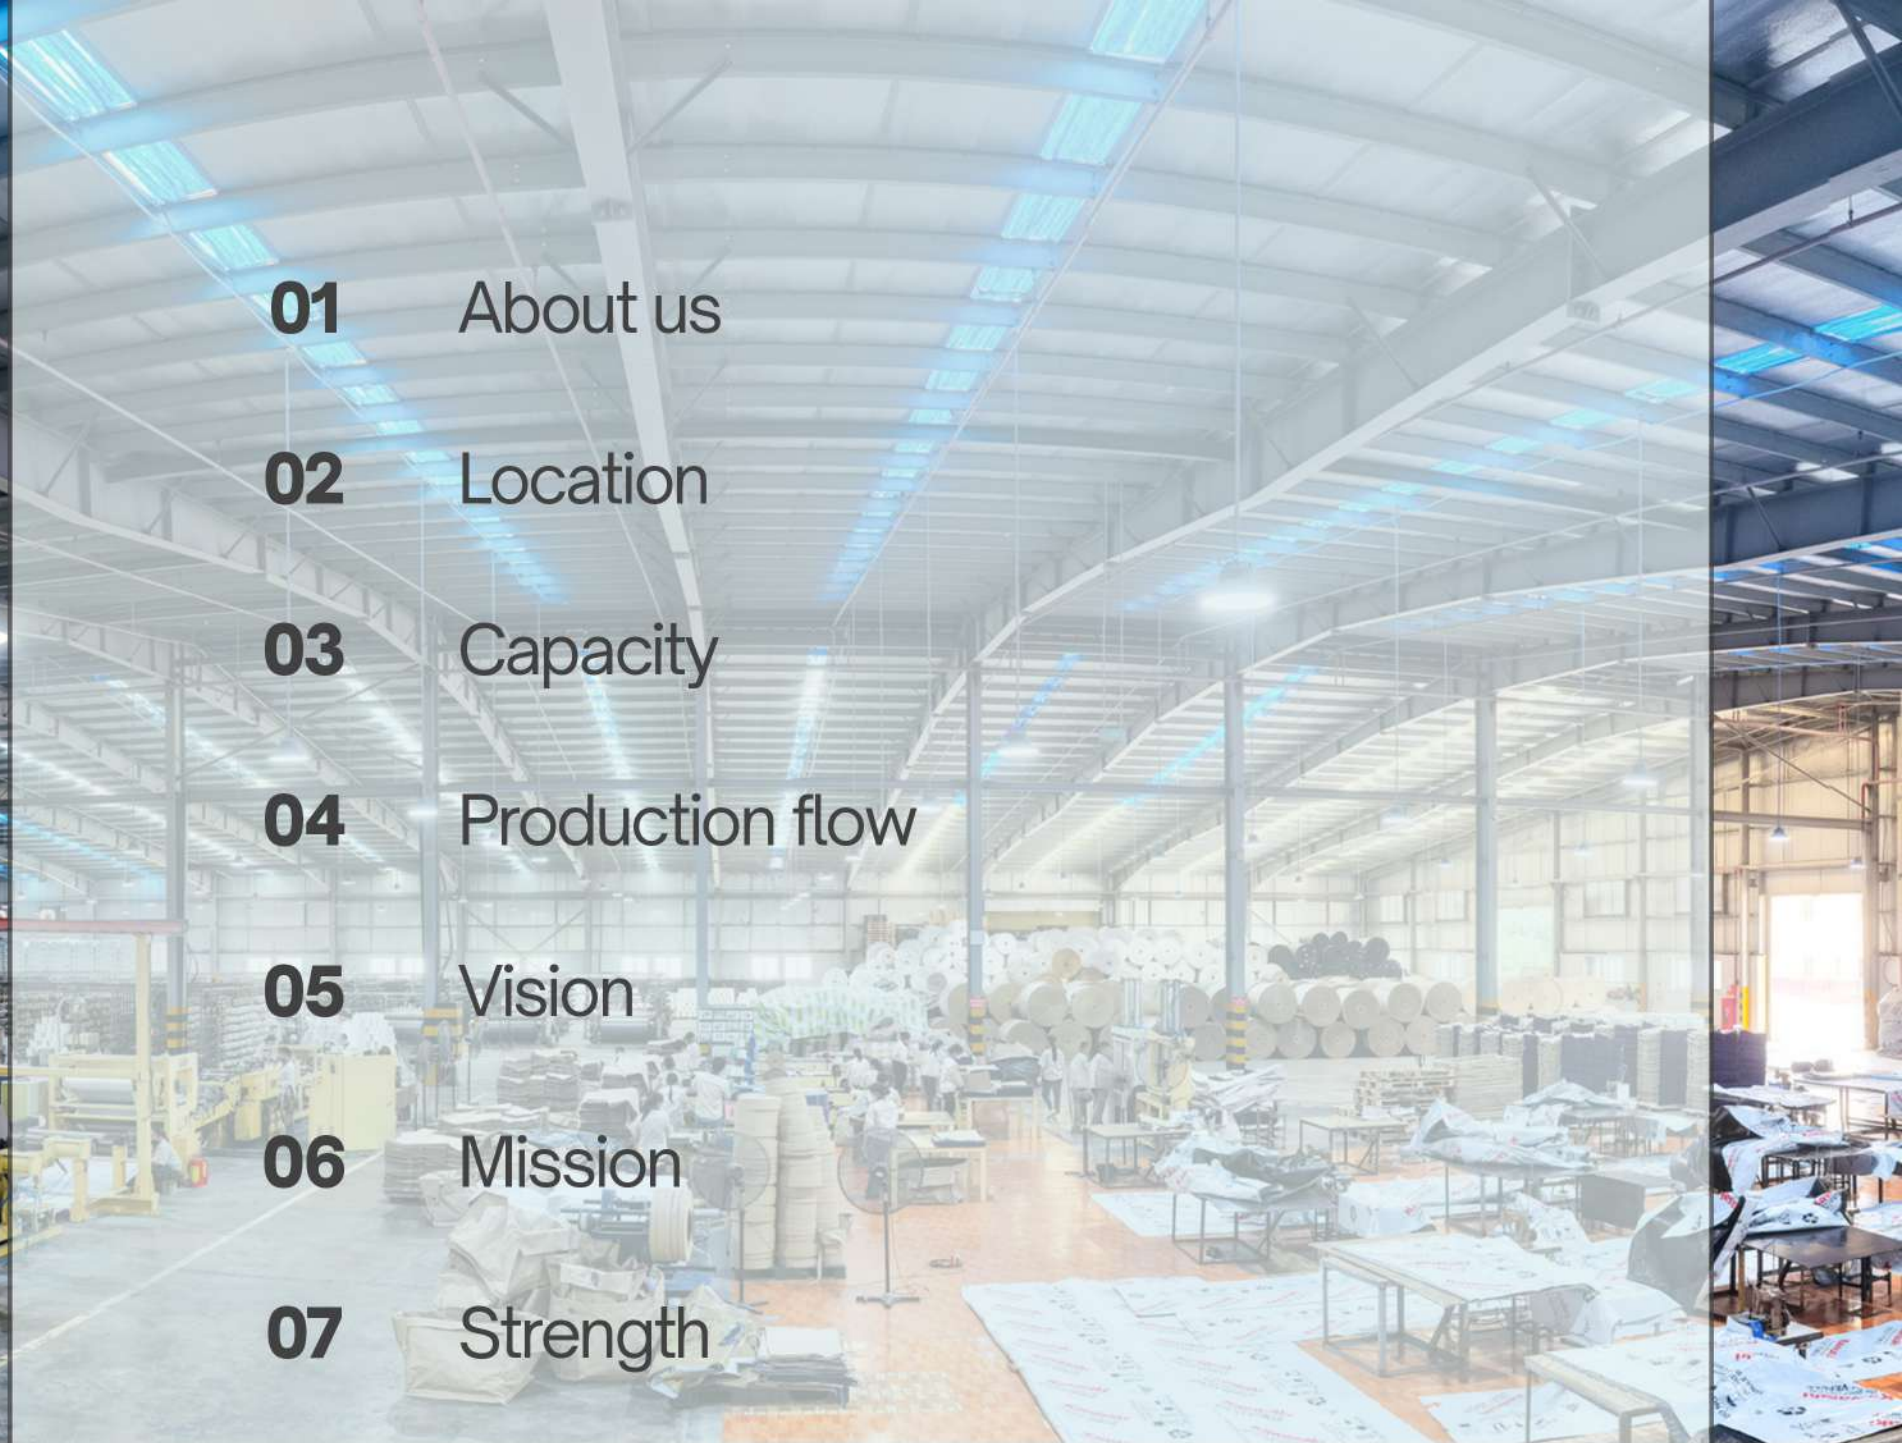 01 About us
02 Location
03 Capacity
04 Production flow
05 Vision
06 Mission
07 Strength